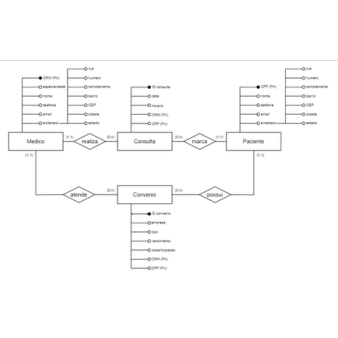 rua
numero
complemento
bairro
CEP
cidade
estado
CRM (PK)
especialidade
nome
telefone
email
endereço
ID consulta
data
horario
CRM (FK)
CPF (FK)
rua
numero
complemento
bairro
CEP
cidade
estado
CPF (PK)
nome
telefone
email
endereço
Medico
(1,1)
realiza
(0,n)
Consulta
(0,n)
marca
(1,1)
Paciente
(1,1)
(1,1)
atende
(0,n)
Convenio
(0,n)
possui
ID convenio
empresa
tipo
vencimento
coparticipacao
CRM (FK)
CPF (FK)